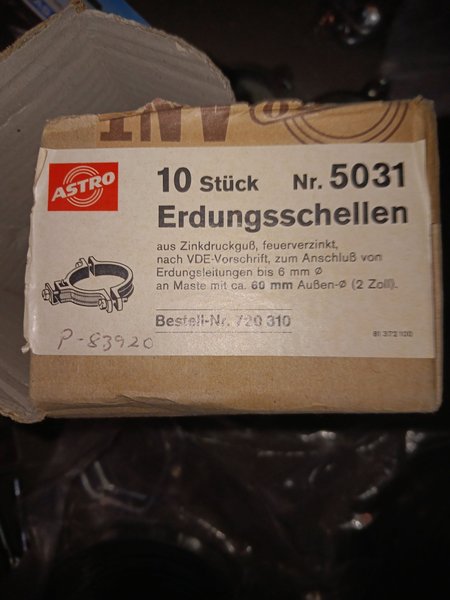 ANT
ASTRO
10 Stück Nr. 5031
Erdungsschellen
aus Zinkdruckguß, feuerverzinkt,
nach VDE-Vorschrift, zum Anschluß von
Erdungsleitungen bis 6 mm Ø
an Maste mit ca. 60 mm Außen-Ø (2 Zoll).
Bestell-Nr. 720 310
P-83920